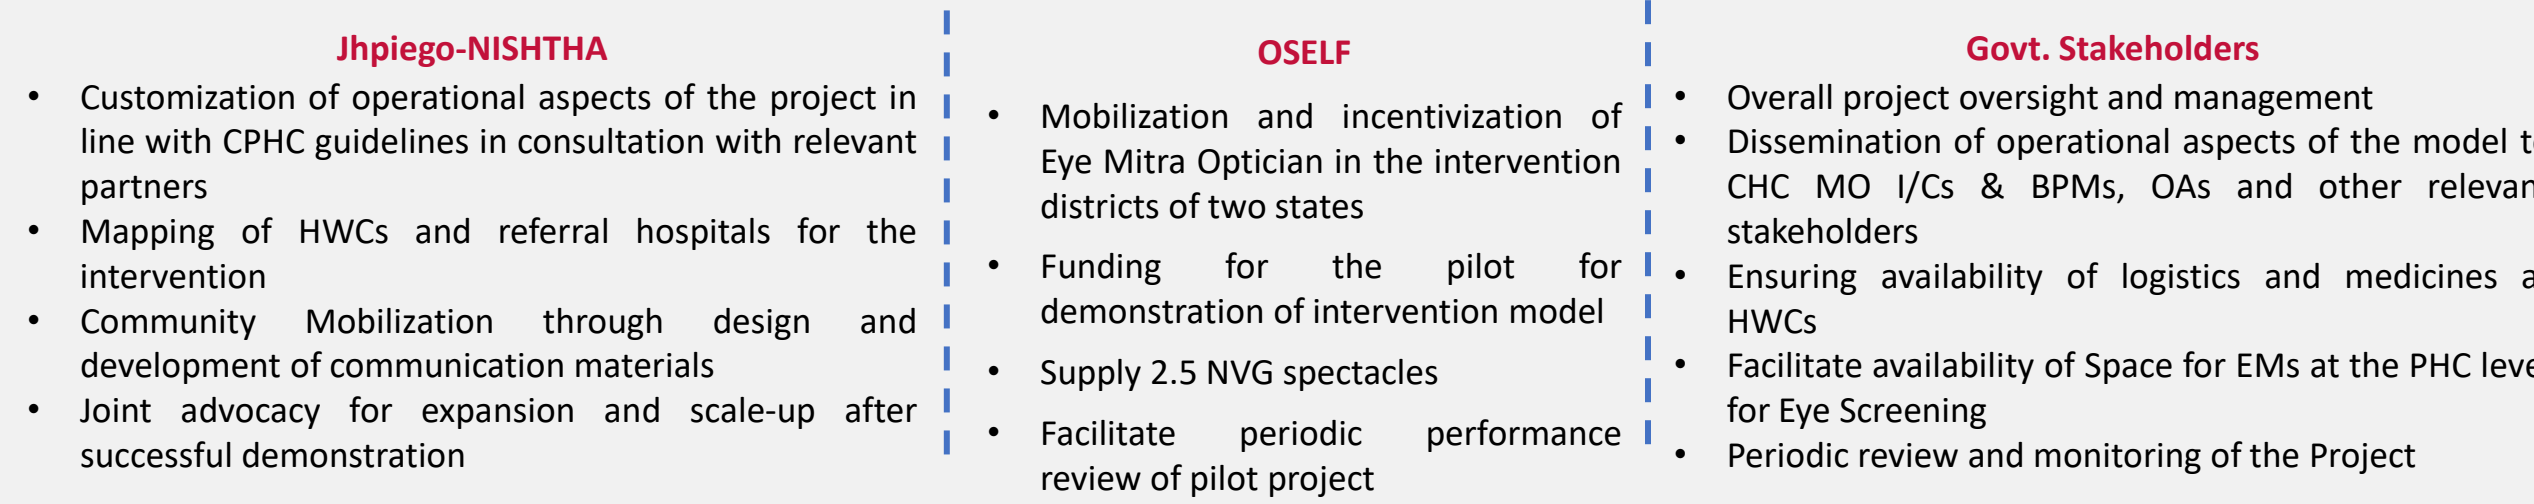 Jhpiego-NISHTHA
• Customization of operational aspects of the project in
line with CPHC guidelines in consultation with relevant
partners
• Mapping of HWCs and referral hospitals for the
intervention
• Community Mobilization through design and
development of communication materials
• Joint advocacy for expansion and scale-up after
successful demonstration
OSELF
• Mobilization and incentivization of
Eye Mitra Optician in the intervention
districts of two states
• Funding for the pilot for
demonstration of intervention model
• Supply 2.5 NVG spectacles
• Facilitate periodic performance
review of pilot project
Govt. Stakeholders
• Overall project oversight and management
• Dissemination of operational aspects of the model
CHC MO I/Cs & BPMs, OAs and other
stakeholders
• Ensuring availability of logistics and medicines
HWCs
• Facilitate availability of Space for EMs at the PHC
for Eye Screening
• Periodic review and monitoring of the Project